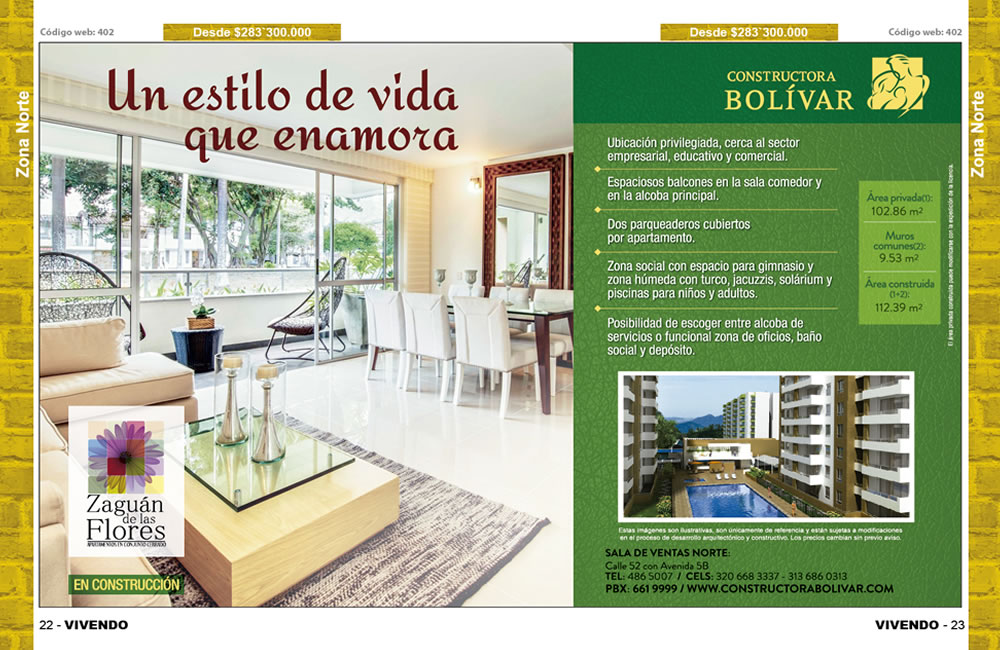 Código web: 402
Desde $283`300.000
Desde $283`300.000
Código web: 402
Zona Norte
Un estilo de vida
que enamora
Zaguán
de las
Flores
APARTAMENTOS EN CONJUNTO CERRADO
EN CONSTRUCCIÓN
22 - VIVENDO
CONSTRUCTORA
BOLÍVAR
Ubicación privilegiada, cerca al sector
empresarial, educativo y comercial.
Espaciosos balcones en la sala comedor y
en la alcoba principal.
Dos parqueaderos cubiertos
por apartamento.
Zona social con espacio para gimnasio y
zona húmeda con turco, jacuzzis, solárium y
piscinas para niños y adultos.
Posibilidad de escoger entre alcoba de
servicios o funcional zona de oficios, baño
social y depósito.
Área privada(1):
102.86 m²
Muros
comunes(2):
9.53 m²
Área construida
(1+2):
112.39 m²
El área privada construida puede modificarse con la expedición de la licencia.
Zona Norte
Estas imágenes son ilustrativas, son únicamente de referencia y están sujetas a modificaciones
en el proceso de desarrollo arquitectónico y constructivo. Los precios cambian sin previo aviso.
SALA DE VENTAS NORTE:
Calle 52 con Avenida 5B
TEL: 486 5007 / CELS: 320 668 3337 - 313 686 0313
PBX: 661 9999 / WWW.CONSTRUCTORABOLIVAR.COM
VIVENDO - 23